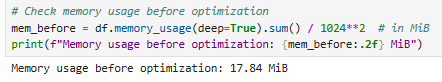 # Check memory usage before optimization
mem_before = df.memory_usage(deep=True).sum() / 1024**2  # in MiB
print(f"Memory usage before optimization: {mem_before:.2f} MiB")
Memory usage before optimization: 17.84 MiB